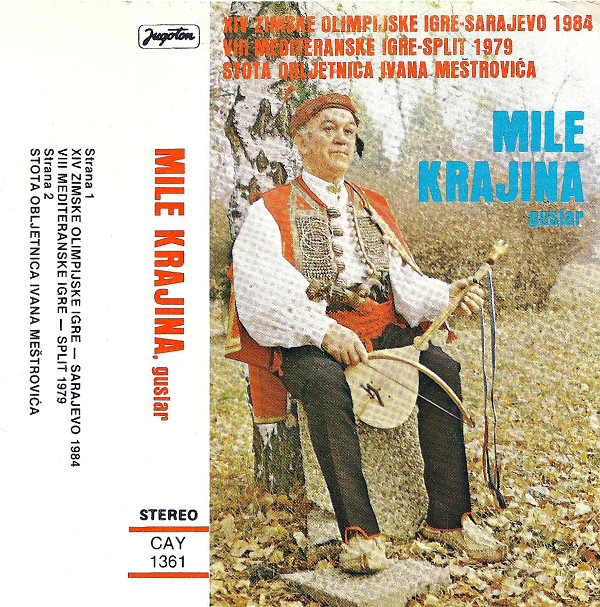 Jugoton
Strana 1
XIV ZIMSKE OLIMPIJSKE IGRE — SARAJEVO 1984
VIII MEDITERANSKE IGRE — SPLIT 1979
Strana 2
STOTA OBLJETNICA IVANA MEŠTROVIĆA
MILE KRAJINA, guslar
STEREO
CAY
1361
XIV ZIMSKE OLIMPIJSKE IGRE-SARAJEVO 1984
VIII MEDITERANSKE IGRE-SPLIT 1979
STOTA OBLJETNICA IVANA MEŠTROVIĆA
MILE
KRAJINA
guslar